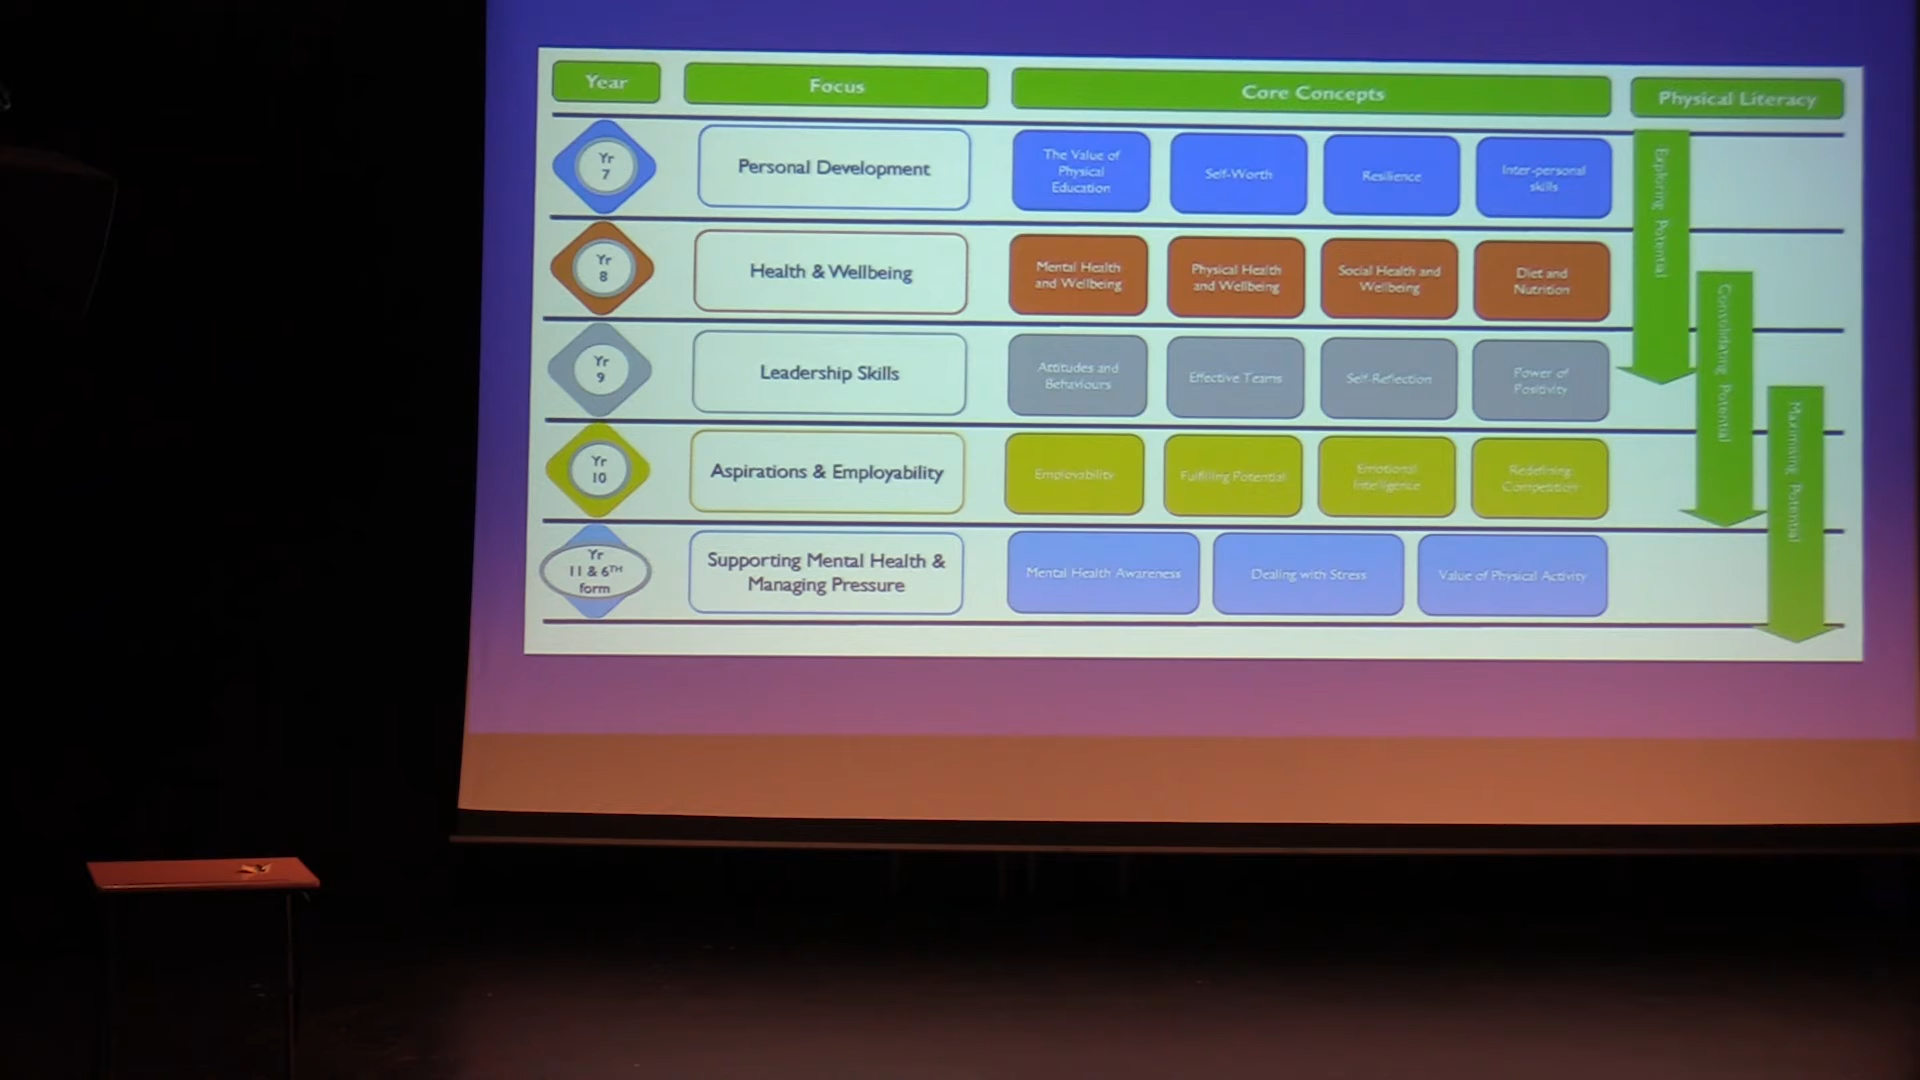 Year
Focus
Core Concepts
Physical Literacy
Yr
7
Personal Development
The Value of
Physical
Education
Self-Worth
Resilience
Inter-personal
skills
Exploring Potential
Yr
8
Health & Wellbeing
Mental Health
and Wellbeing
Physical Health
and Wellbeing
Social Health and
Wellbeing
Diet and
Nutrition
Consolidating Potential
Yr
9
Leadership Skills
Attitudes and
Behaviours
Effective Teams
Self-Reflection
Power of
Positivity
Maximising Potential
Yr
10
Aspirations & Employability
Employability
Fulfilling Potential
Emotional
Intelligence
Redefining
Competition
Yr
11 & 6TH
form
Supporting Mental Health &
Managing Pressure
Mental Health Awareness
Dealing with Stress
Value of Physical Activity